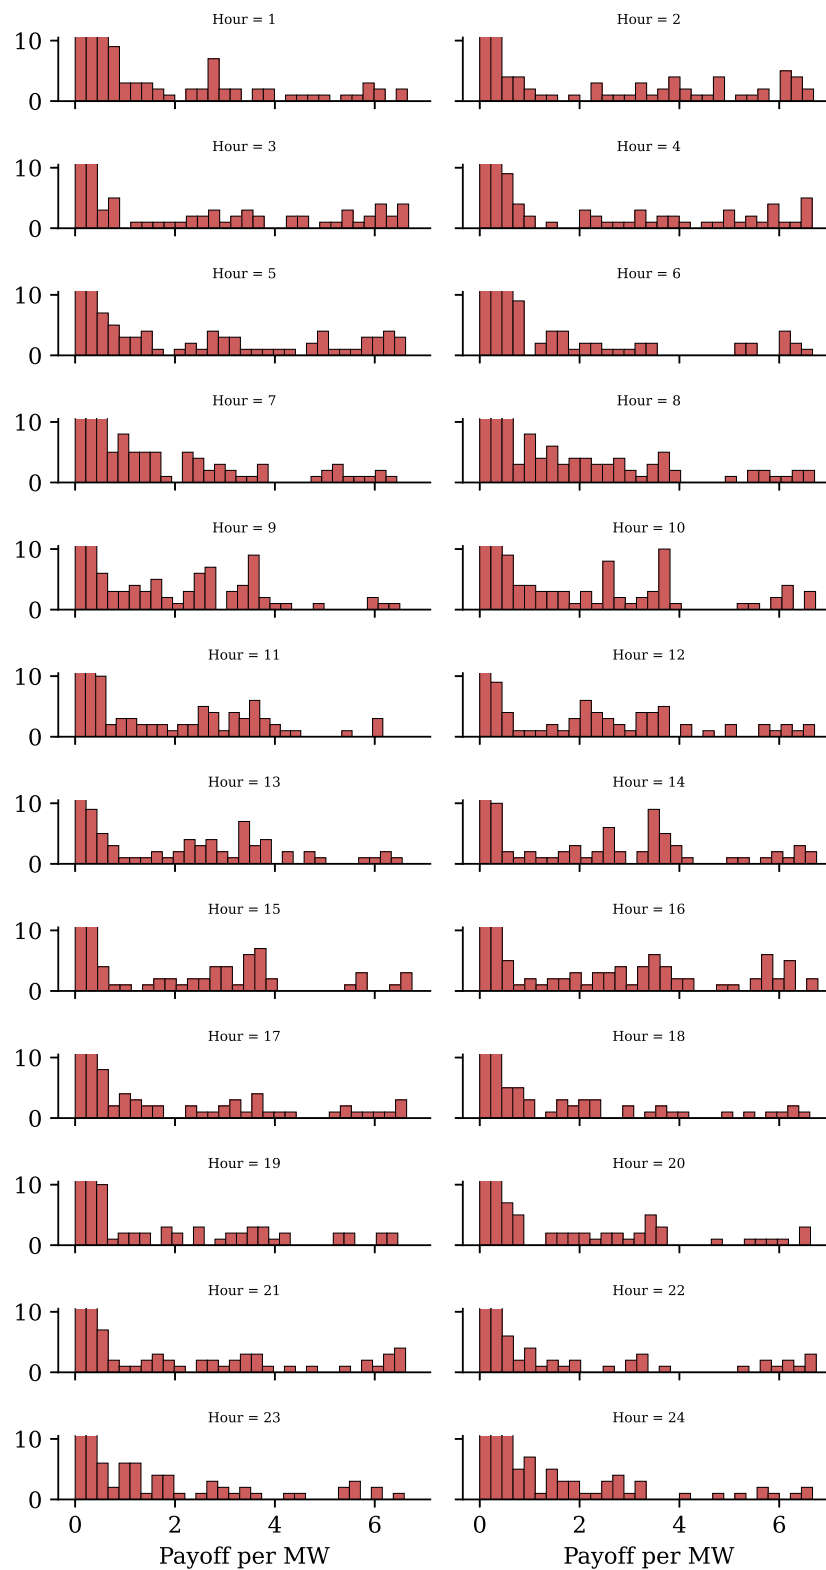 Hour = 1 Hour = 2
10
0
Hour = 3 Hour = 4
10
0
Hour = 5 Hour = 6
10
0
Hour = 7 Hour = 8
10
0
Hour = 9 Hour = 10
10
0
Hour = 11 Hour = 12
10
0
Hour = 13 Hour = 14
10
0
Hour = 15 Hour = 16
10
0
Hour = 17 Hour = 18
10
0
Hour = 19 Hour = 20
10
0
Hour = 21 Hour = 22
10
0
Hour = 23 Hour = 24
10
0
0 2 4 6 0 2 4 6
Payoff per MW Payoff per MW